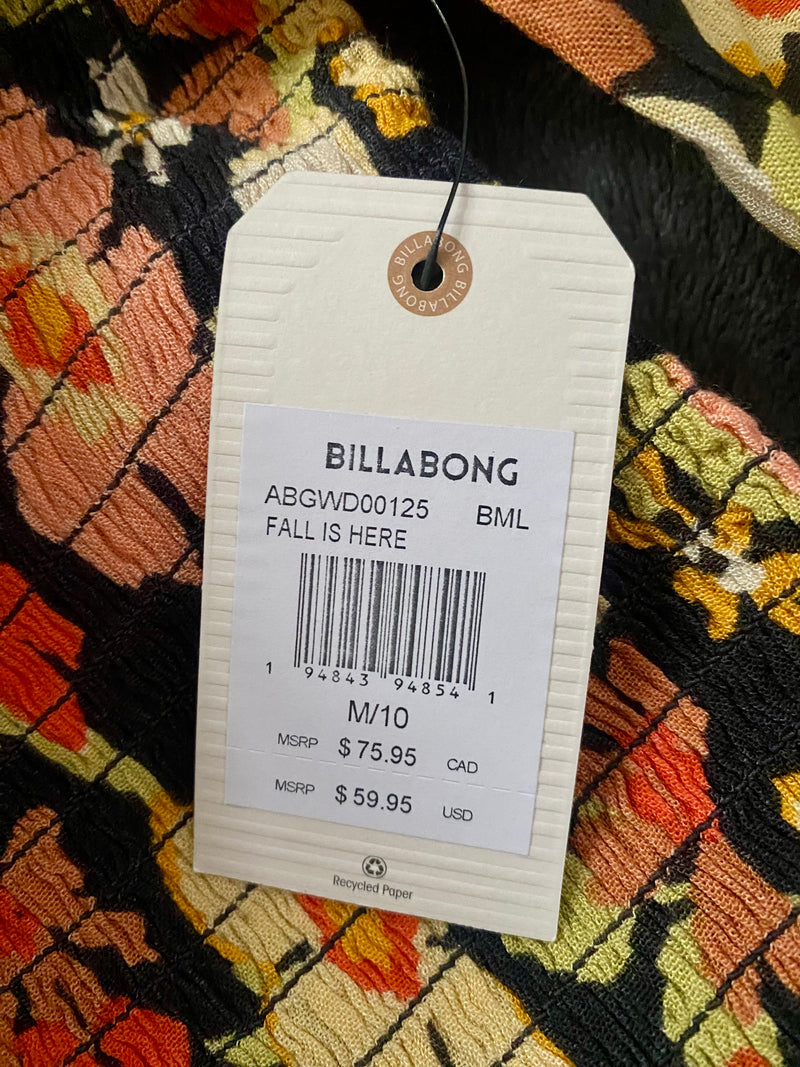 BILLABONG BILLABONG
BILLABONG
ABGWD00125 BML
FALL IS HERE
1 94843 94854 1
M/10
MSRP $75.95 CAD
MSRP $59.95 USD
Recycled Paper